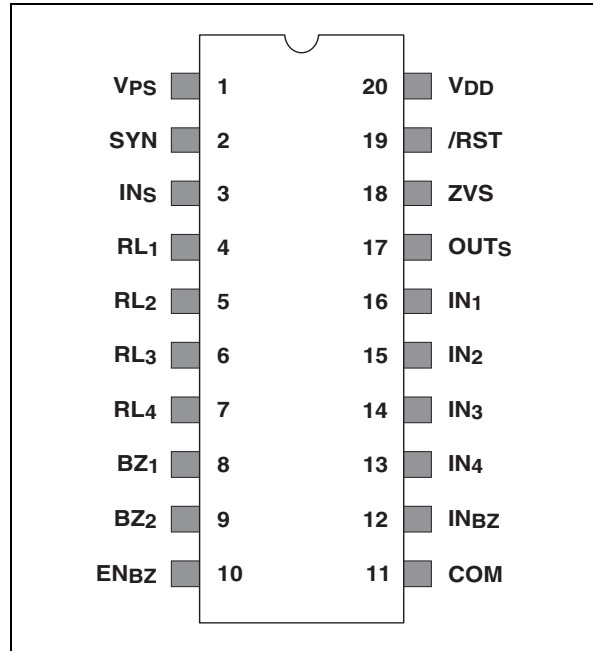 VPS 1 20 VDD
SYN 2 19 /RST
INS 3 18 ZVS
RL1 4 17 OUTS
RL2 5 16 IN1
RL3 6 15 IN2
RL4 7 14 IN3
BZ1 8 13 IN4
BZ2 9 12 INBZ
ENBZ 10 11 COM